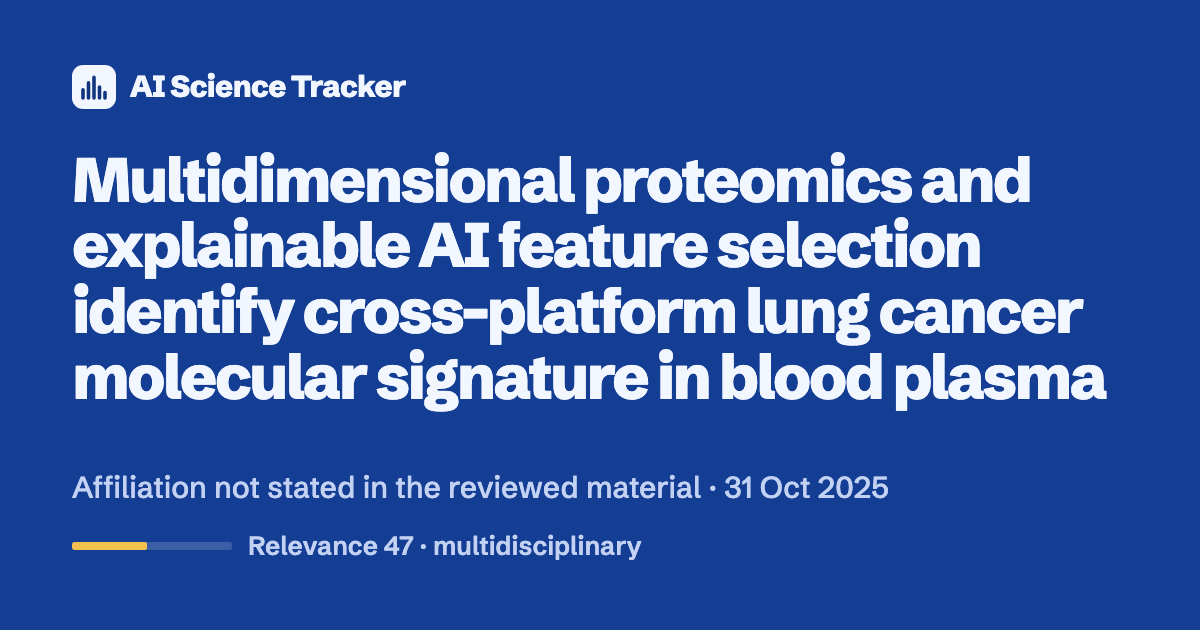 AI Science Tracker
Multidimensional proteomics and
explainable AI feature selection
identify cross-platform lung cancer
molecular signature in blood plasma
Affiliation not stated in the reviewed material · 31 Oct 2025
Relevance 47 · multidisciplinary